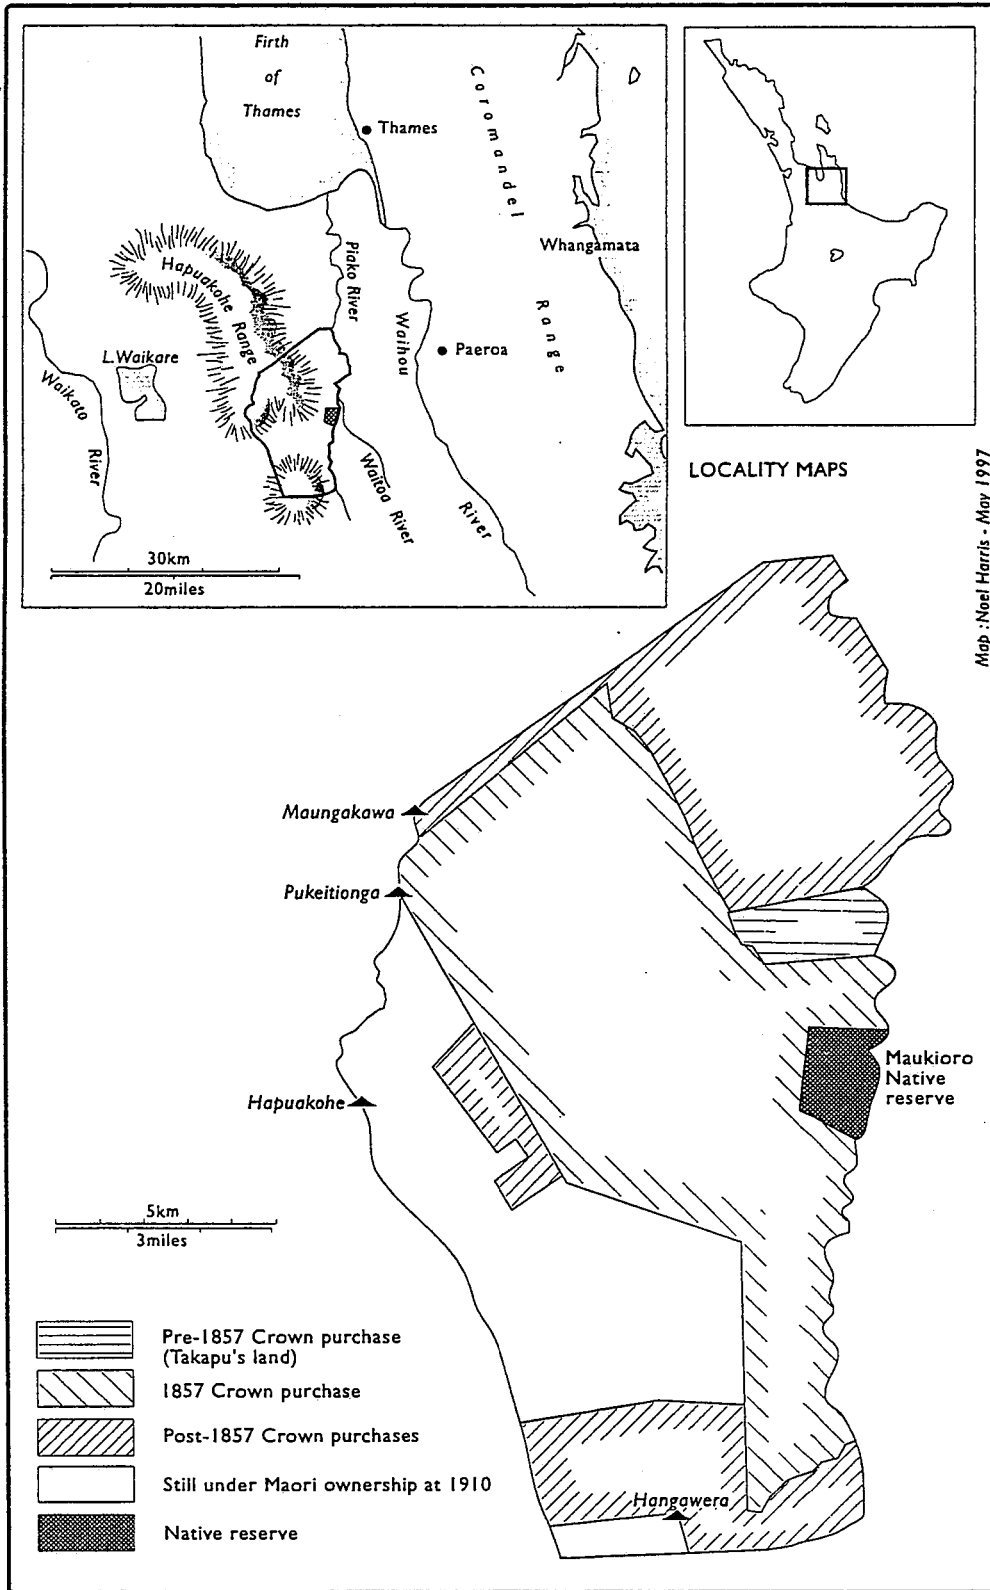 Firth
of
Thames
Thames
Coromandel
Range
Whangamata
Hapuakohe
Range
Piako River
Waihou
River
Paeroa
L.Waikare
Waikato
River
Waitoa River
30km
20miles
LOCALITY MAPS
Map : Noel Harris - May 1997
Maungakawa
Pukeitionga
Hapuakohe
Maukioro
Native
reserve
5km
3miles
Hangawera
Pre-1857 Crown purchase
(Takapu's land)
1857 Crown purchase
Post-1857 Crown purchases
Still under Maori ownership at 1910
Native reserve